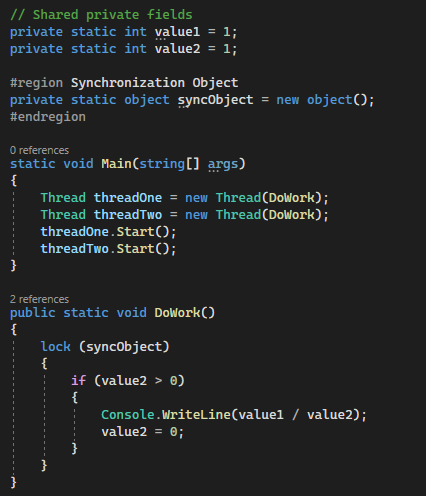 // Shared private fields
private static int value1 = 1;
private static int value2 = 1;
#region Synchronization Object
private static object syncObject = new object();
#endregion
0 references
static void Main(string[] args)
{
Thread threadOne = new Thread(DoWork);
Thread threadTwo = new Thread(DoWork);
threadOne.Start();
threadTwo.Start();
}
2 references
public static void DoWork()
{
lock (syncObject)
{
if (value2 > 0)
{
Console.WriteLine(value1 / value2);
value2 = 0;
}
}
}